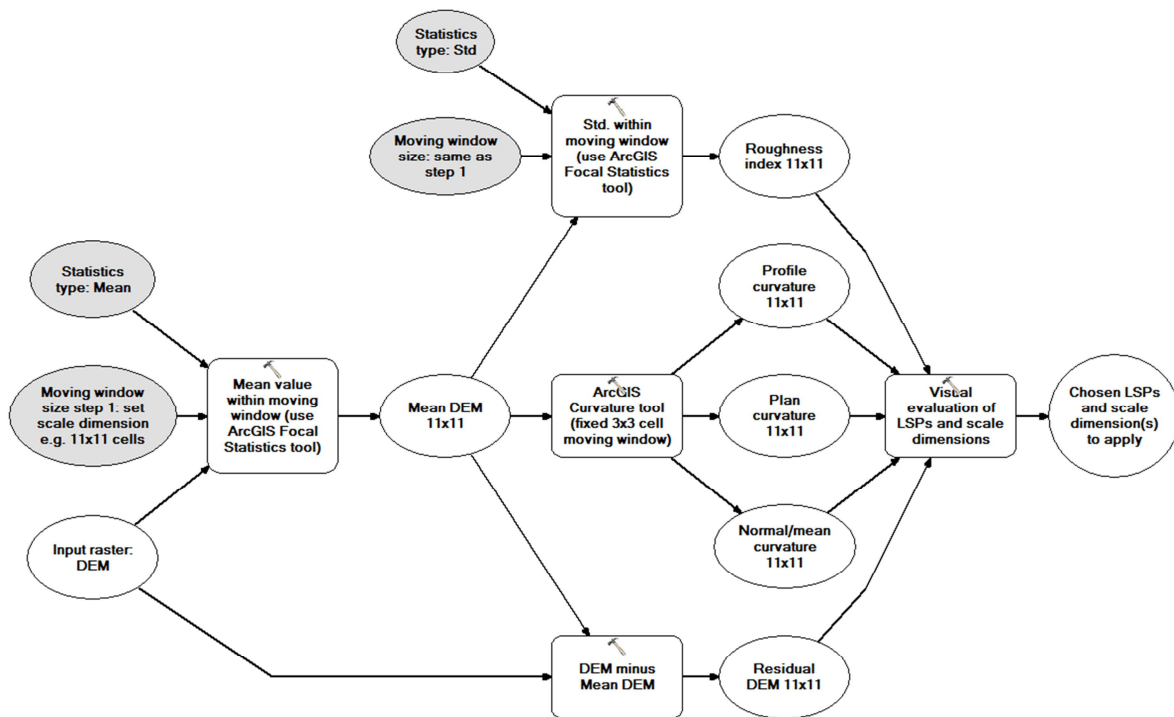 Statistics
type: Std
Moving window
size: same as
step 1
Std. within
moving window
(use ArcGIS
Focal Statistics
tool)
Roughness
index 11x11
Statistics
type: Mean
Moving window
size step 1: set
scale dimension
e.g. 11x11 cells
Input raster:
DEM
Mean value
within moving
window (use
ArcGIS Focal
Statistics tool)
Mean DEM
11x11
ArcGIS
Curvature tool
(fixed 3x3 cell
moving window)
Profile
curvature
11x11
Plan
curvature
11x11
Normal/mean
curvature
11x11
DEM minus
Mean DEM
Residual
DEM 11x11
Visual
evaluation of
LSPs and scale
dimensions
Chosen LSPs
and scale
dimension(s)
to apply